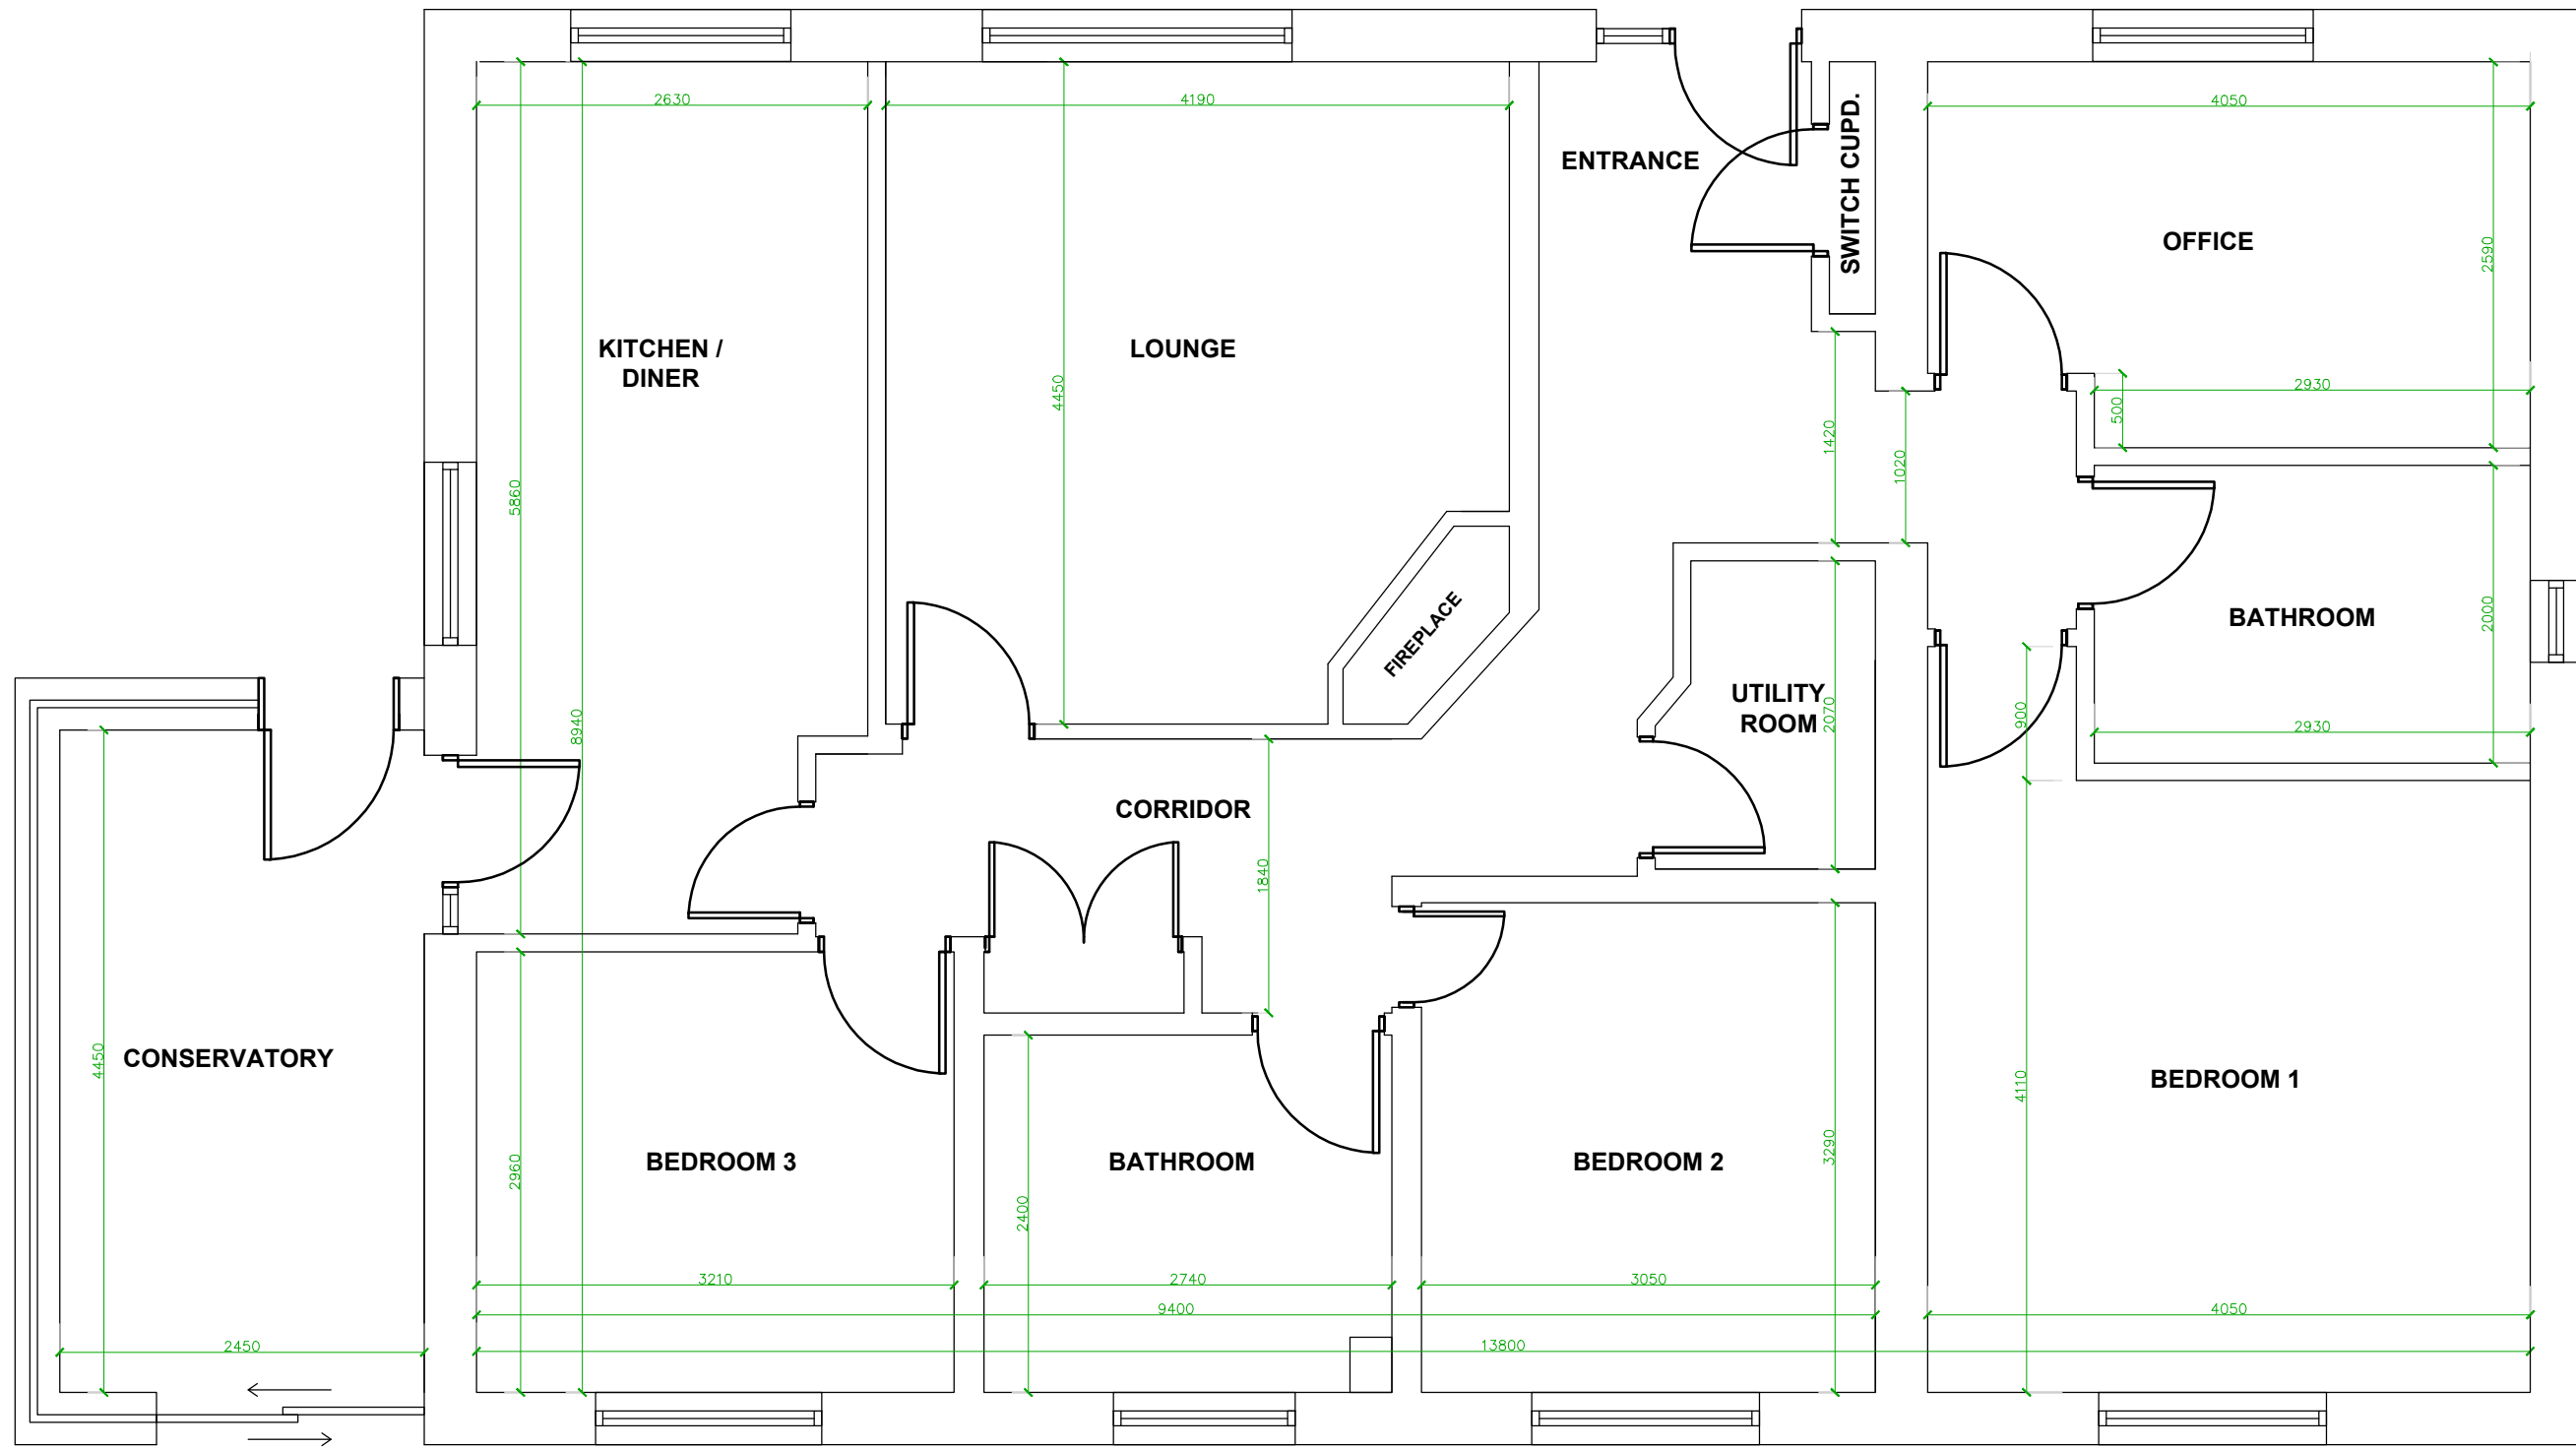 2630
4190
4050
ENTRANCE
SWITCH CUPD.
OFFICE
2590
KITCHEN /
DINER
LOUNGE
4450
2930
500
1420
1020
5860
FIREPLACE
BATHROOM
2000
UTILITY
ROOM
2070
900
2930
8940
CORRIDOR
1840
CONSERVATORY
4450
BEDROOM 1
4110
BEDROOM 3
2960
BATHROOM
2400
BEDROOM 2
3290
3210
2740
3050
9400
4050
2450
13800